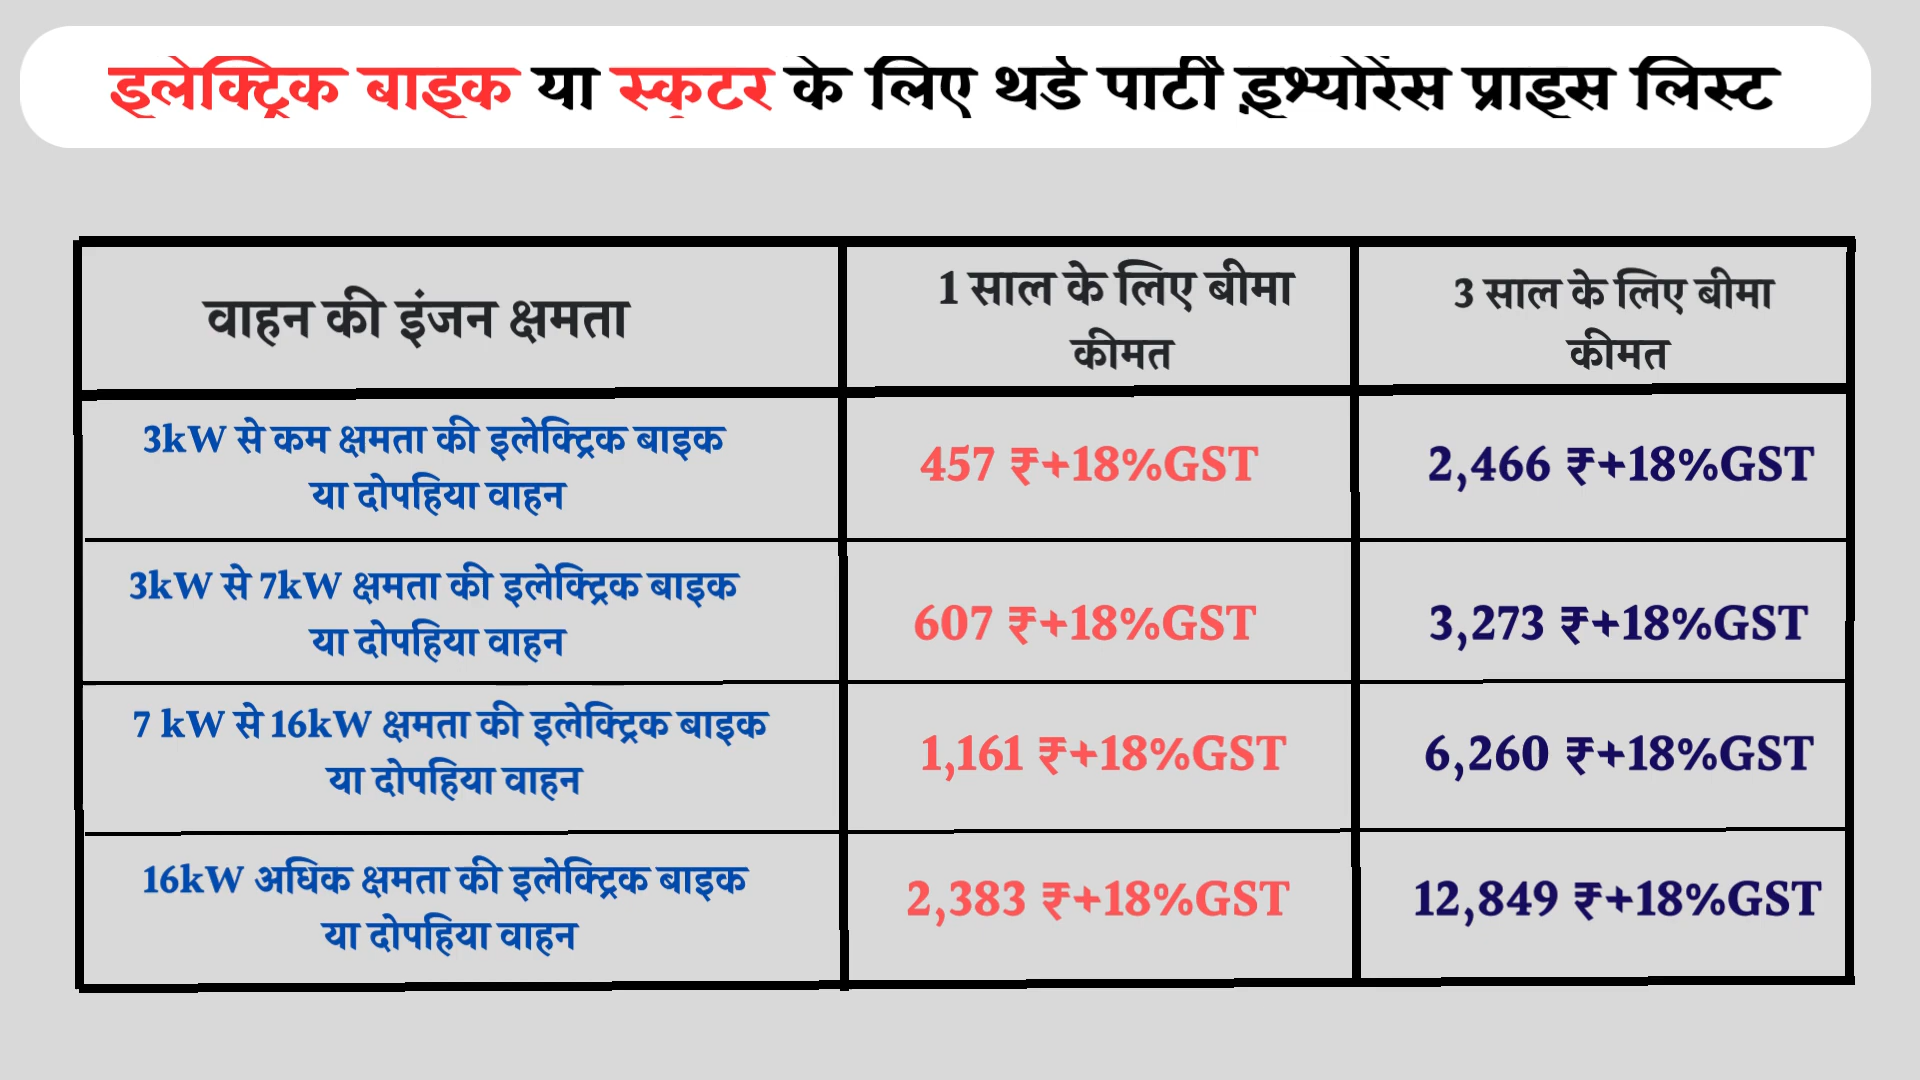 इलेक्ट्रिक बाइक या स्कूटर के लिए थर्ड पार्टी इंश्योरेंस प्राइस लिस्ट
वाहन की इंजन क्षमता
1 साल के लिए बीमा
कीमत
3 साल के लिए बीमा
कीमत
3kW से कम क्षमता की इलेक्ट्रिक बाइक
या दोपहिया वाहन
457 ₹+18%GST
2,466 ₹+18%GST
3kW से 7kW क्षमता की इलेक्ट्रिक बाइक
या दोपहिया वाहन
607 ₹+18%GST
3,273 ₹+18%GST
7 kW से 16kW क्षमता की इलेक्ट्रिक बाइक
या दोपहिया वाहन
1,161 ₹+18%GST
6,260 ₹+18%GST
16kW अधिक क्षमता की इलेक्ट्रिक बाइक
या दोपहिया वाहन
2,383 ₹+18%GST
12,849 ₹+18%GST